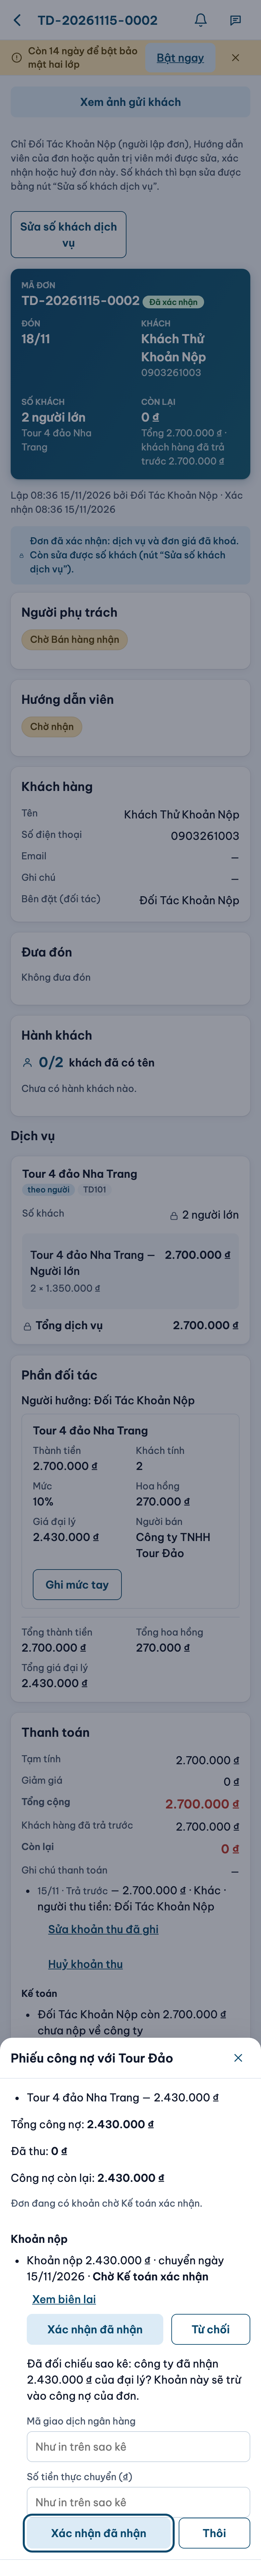 TD-20261115-0002
Còn 14 ngày để bật bảo
mật hai lớp
Bật ngay
Xem ảnh gửi khách
Chỉ Đối Tác Khoản Nộp (người lập đơn), Hướng dẫn
viên của đơn hoặc quản trị viên mới được sửa, xác
nhận hoặc huỷ đơn này. Số khách thì bạn sửa được
bằng nút “Sửa số khách dịch vụ”.
Sửa số khách dịch
vụ
MÃ ĐƠN
TD-20261115-0002 Đã xác nhận
ĐÓN
18/11
KHÁCH
Khách Thử
Khoản Nộp
0903261003
SỐ KHÁCH
2 người lớn
Tour 4 đảo Nha
Trang
CÒN LẠI
0 ₫
Tổng 2.700.000 ₫ ·
khách hàng đã trả
trước 2.700.000 ₫
Lập 08:36 15/11/2026 bởi Đối Tác Khoản Nộp · Xác
nhận 08:36 15/11/2026
Đơn đã xác nhận: dịch vụ và đơn giá đã khoá.
Còn sửa được số khách (nút “Sửa số khách
dịch vụ”).
Người phụ trách
Chờ Bán hàng nhận
Hướng dẫn viên
Chờ nhận
Khách hàng
Tên Khách Thử Khoản Nộp
Số điện thoại 0903261003
Email —
Ghi chú —
Bên đặt (đối tác) Đối Tác Khoản Nộp
Đưa đón
Không đưa đón
Hành khách
0/2 khách đã có tên
Chưa có hành khách nào.
Dịch vụ
Tour 4 đảo Nha Trang
theo người TD101
Số khách 2 người lớn
Tour 4 đảo Nha Trang — 2.700.000 ₫
Người lớn
2 × 1.350.000 ₫
Tổng dịch vụ 2.700.000 ₫
Phần đối tác
Người hưởng: Đối Tác Khoản Nộp
Tour 4 đảo Nha Trang
Thành tiền Khách tính
2.700.000 ₫ 2
Mức Hoa hồng
10% 270.000 ₫
Giá đại lý Người bán
2.430.000 ₫ Công ty TNHH
Tour Đảo
Ghi mức tay
Tổng thành tiền Tổng hoa hồng
2.700.000 ₫ 270.000 ₫
Tổng giá đại lý
2.430.000 ₫
Thanh toán
Tạm tính 2.700.000 ₫
Giảm giá 0 ₫
Tổng cộng 2.700.000 ₫
Khách hàng đã trả trước 2.700.000 ₫
Còn lại 0 ₫
Ghi chú thanh toán —
• 15/11 · Trả trước — 2.700.000 ₫ · Khác ·
người thu tiền: Đối Tác Khoản Nộp
Sửa khoản thu đã ghi
Huỷ khoản thu
Kế toán
• Đối Tác Khoản Nộp còn 2.700.000 ₫
chưa nộp về công ty
Phiếu công nợ với Tour Đảo
• Tour 4 đảo Nha Trang — 2.430.000 ₫
Tổng công nợ: 2.430.000 ₫
Đã thu: 0 ₫
Công nợ còn lại: 2.430.000 ₫
Đơn đang có khoản chờ Kế toán xác nhận.
Khoản nộp
• Khoản nộp 2.430.000 ₫ · chuyển ngày
15/11/2026 · Chờ Kế toán xác nhận
Xem biên lai
Xác nhận đã nhận Từ chối
Đã đối chiếu sao kê: công ty đã nhận
2.430.000 ₫ của đại lý? Khoản này sẽ trừ
vào công nợ của đơn.
Mã giao dịch ngân hàng
Như in trên sao kê
Số tiền thực chuyển (₫)
Như in trên sao kê
Xác nhận đã nhận Thôi